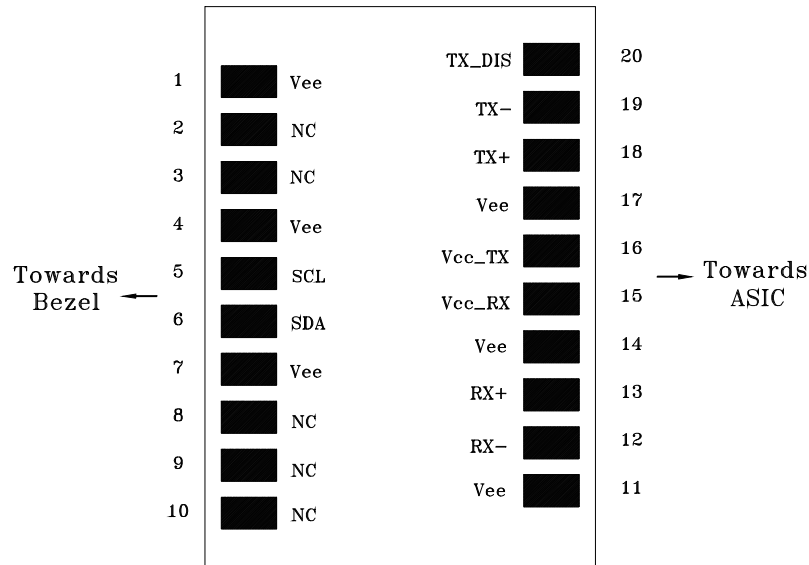 TX_DIS 20
1 Vee
TX- 19
2 NC
TX+ 18
3 NC
Vee 17
4 Vee
Vcc_TX 16
Towards
Bezel
5 SCL
Towards
ASIC
Vcc_RX 15
6 SDA
Vee 14
7 Vee
RX+ 13
8 NC
RX- 12
9 NC
Vee 11
10 NC